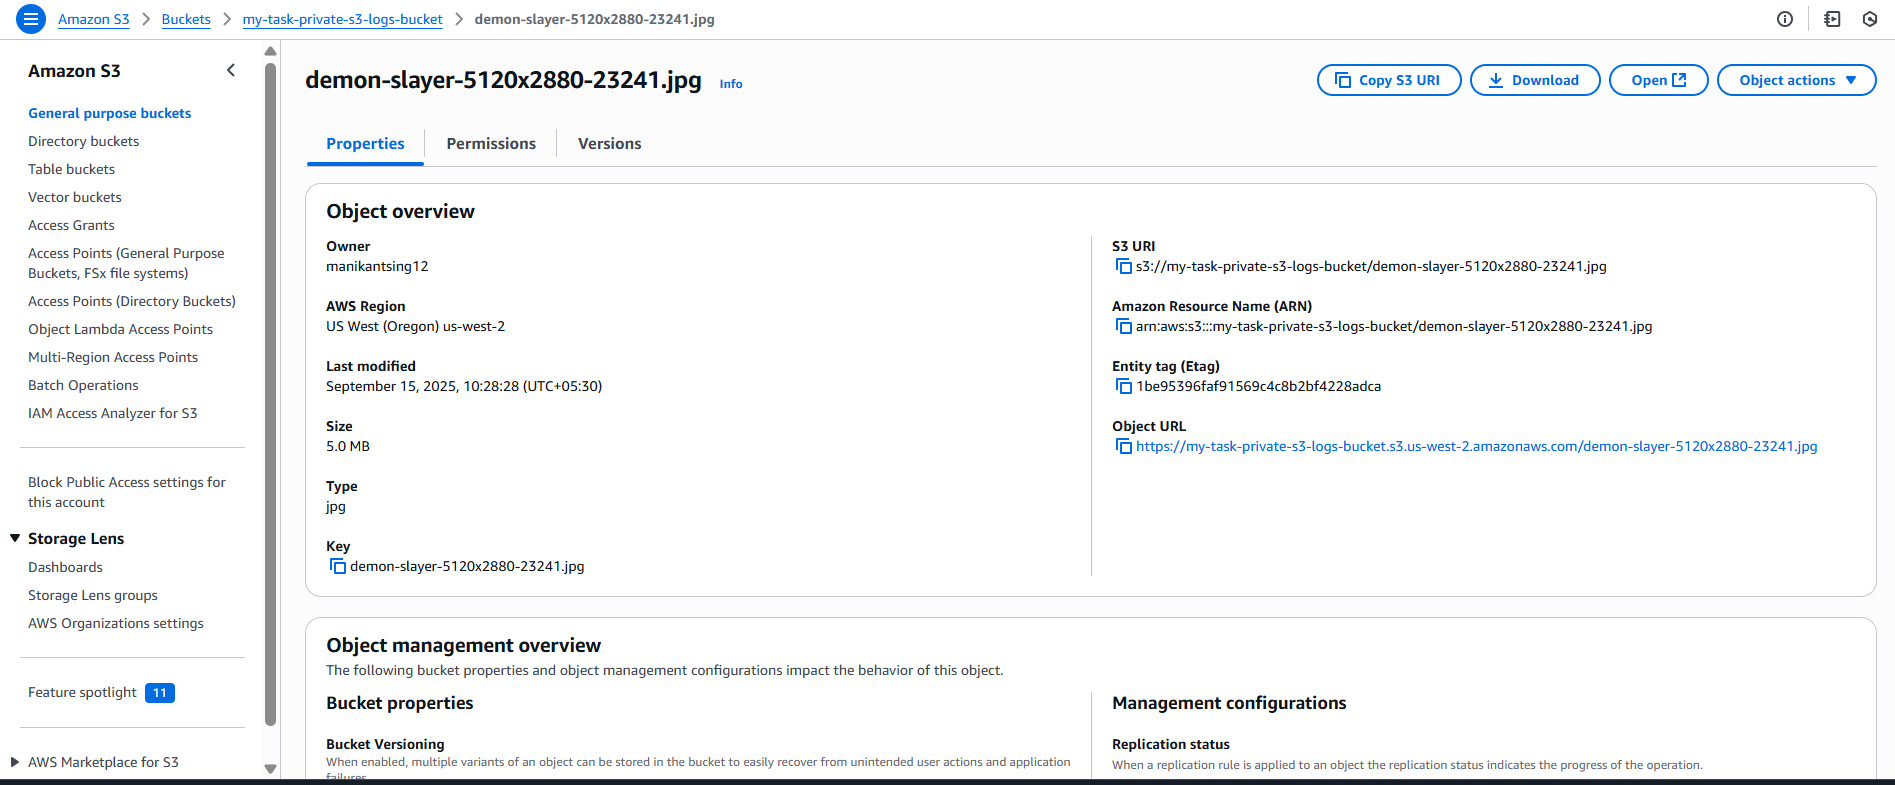 Amazon S3 > Buckets > my-task-private-s3-logs-bucket > demon-slayer-5120x2880-23241.jpg
Amazon S3
General purpose buckets
Directory buckets
Table buckets
Vector buckets
Access Grants
Access Points (General Purpose
Buckets, FSx file systems)
Access Points (Directory Buckets)
Object Lambda Access Points
Multi-Region Access Points
Batch Operations
IAM Access Analyzer for S3
Block Public Access settings for
this account
Storage Lens
Dashboards
Storage Lens groups
AWS Organizations settings
Feature spotlight 11
AWS Marketplace for S3
demon-slayer-5120x2880-23241.jpg Info
Copy S3 URI
Download
Open
Object actions
Properties
Permissions
Versions
Object overview
Owner
manikantsing12
AWS Region
US West (Oregon) us-west-2
Last modified
September 15, 2025, 10:28:28 (UTC+05:30)
Size
5.0 MB
Type
jpg
Key
demon-slayer-5120x2880-23241.jpg
S3 URI
s3://my-task-private-s3-logs-bucket/demon-slayer-5120x2880-23241.jpg
Amazon Resource Name (ARN)
arn:aws:s3:::my-task-private-s3-logs-bucket/demon-slayer-5120x2880-23241.jpg
Entity tag (Etag)
1be95396faf91569c4c8b2bf4228adca
Object URL
https://my-task-private-s3-logs-bucket.s3.us-west-2.amazonaws.com/demon-slayer-5120x2880-23241.jpg
Object management overview
The following bucket properties and object management configurations impact the behavior of this object.
Bucket properties
Bucket Versioning
When enabled, multiple variants of an object can be stored in the bucket to easily recover from unintended user actions and application
failures.
Management configurations
Replication status
When a replication rule is applied to an object the replication status indicates the progress of the operation.